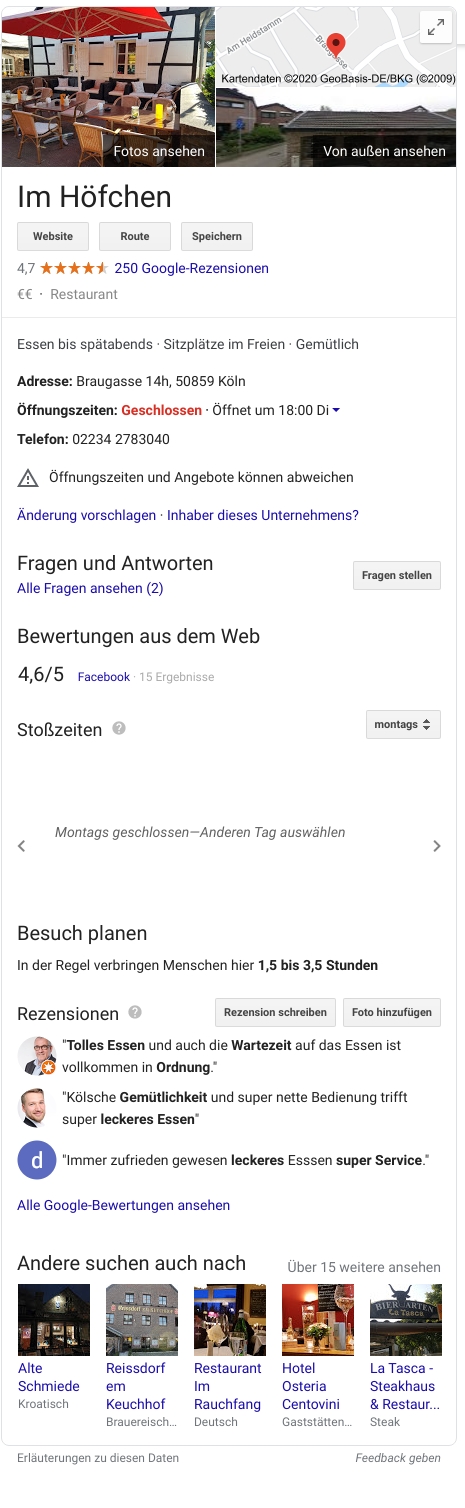 Am Heidstamm
Braugasse
Kartendaten ©2020 GeoBasis-DE/BKG (©2009)
Fotos ansehen
Von außen ansehen
Im Höfchen
Website Route Speichern
4,7 250 Google-Rezensionen
€€ · Restaurant
Essen bis spätabends · Sitzplätze im Freien · Gemütlich
Adresse: Braugasse 14h, 50859 Köln
Öffnungszeiten: Geschlossen · Öffnet um 18:00 Di
Telefon: 02234 2783040
Öffnungszeiten und Angebote können abweichen
Änderung vorschlagen · Inhaber dieses Unternehmens?
Fragen und Antworten
Fragen stellen
Alle Fragen ansehen (2)
Bewertungen aus dem Web
4,6/5 Facebook · 15 Ergebnisse
Stoßzeiten ?
montags
Montags geschlossen—Anderen Tag auswählen
Besuch planen
In der Regel verbringen Menschen hier 1,5 bis 3,5 Stunden
Rezensionen ? Rezension schreiben Foto hinzufügen
"Tolles Essen und auch die Wartezeit auf das Essen ist
vollkommen in Ordnung."
"Kölsche Gemütlichkeit und super nette Bedienung trifft
super leckeres Essen"
d "Immer zufrieden gewesen leckeres Esssen super Service."
Alle Google-Bewertungen ansehen
Andere suchen auch nach Über 15 weitere ansehen
BIERGARTEN
La Tasca
Alte
Schmiede
Kroatisch
Reissdorf
em
Keuchhof
Brauereisch...
Restaurant
Im
Rauchfang
Deutsch
Hotel
Osteria
Centovini
Gaststätten...
La Tasca -
Steakhaus
& Restaur...
Steak
Erläuterungen zu diesen Daten Feedback geben